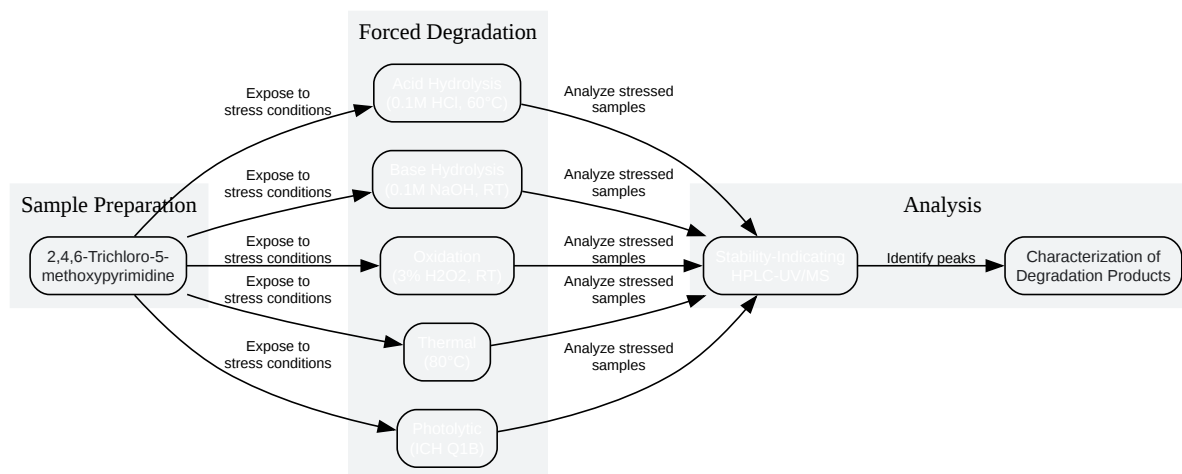 Forced Degradation
Acid Hydrolysis
(0.1M HCl, 60°C)
Expose to
stress conditions
Analyze stressed
samples
Base Hydrolysis
(0.1M NaOH, RT)
Expose to
stress conditions
Analyze stressed
samples
Sample Preparation
Analysis
2,4,6-Trichloro-5-
methoxypyrimidine
Expose to
stress conditions
Oxidation
(3% H2O2, RT)
Analyze stressed
samples
Stability-Indicating
HPLC-UV/MS
Identify peaks
Characterization of
Degradation Products
Expose to
stress conditions
Analyze stressed
samples
Thermal
(80°C)
Expose to
stress conditions
Analyze stressed
samples
Photolytic
(ICH Q1B)